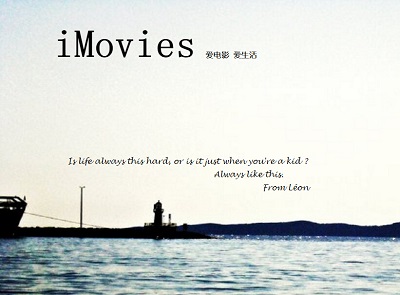 iMovies 爱电影 爱生活
Is life always this hard, or is it just when you're a kid ?
Always like this.
From Léon